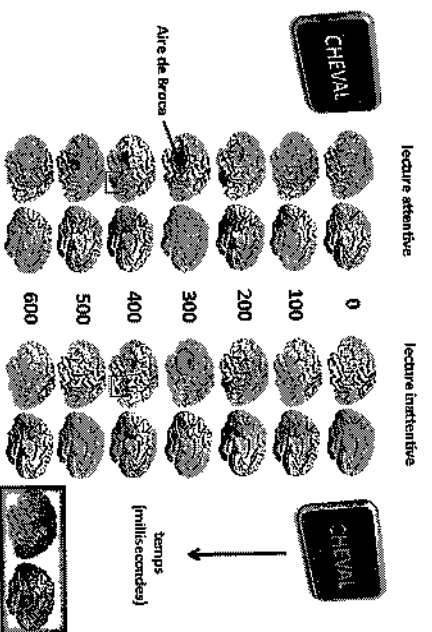 CHEVAL
lecture attentive
lecture inattentive
CHEVAL
Aire de Broca
0
100
200
300
400
500
600
temps
(millisecondes)